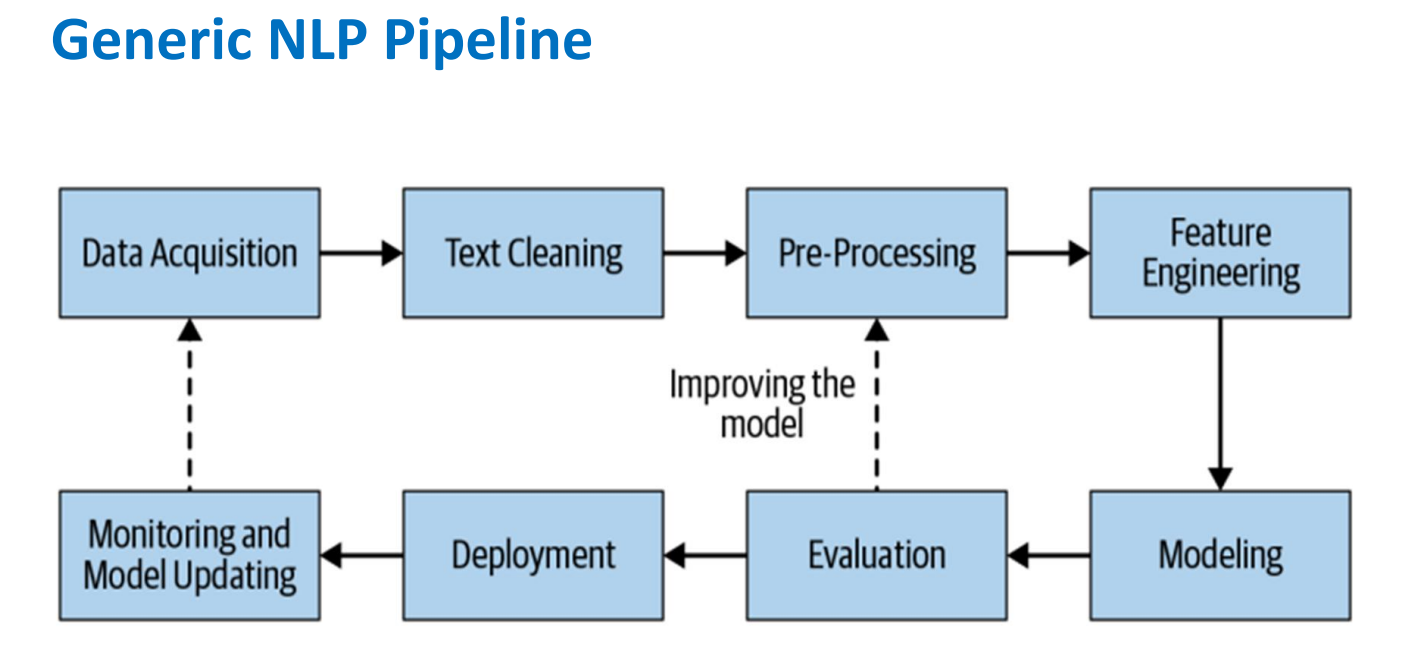 Generic NLP Pipeline
Data Acquisition
Text Cleaning
Pre-Processing
Feature
Engineering
Improving the
model
Monitoring and
Model Updating
Deployment
Evaluation
Modeling